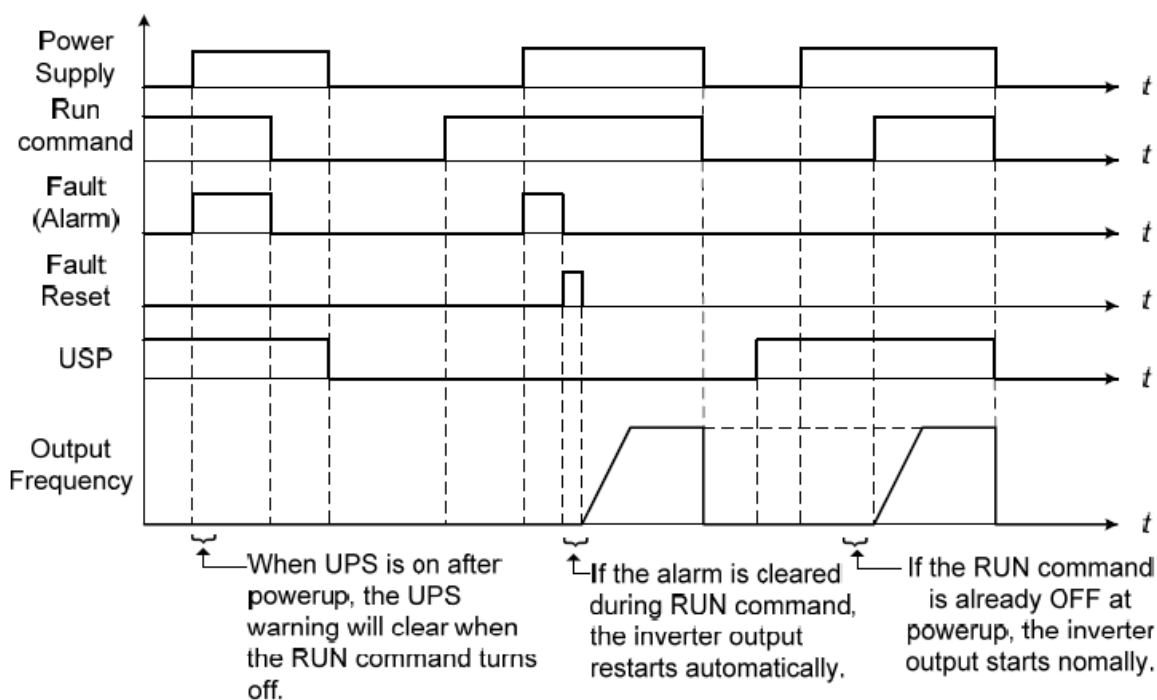 Power
Supply
t
Run
command
t
Fault
(Alarm)
t
Fault
Reset
t
USP
t
Output
Frequency
t
When UPS is on after
powerup, the UPS
warning will clear when
the RUN command turns
off.
If the alarm is cleared
during RUN command,
the inverter output
restarts automatically.
If the RUN command
is already OFF at
powerup, the inverter
output starts nomally.